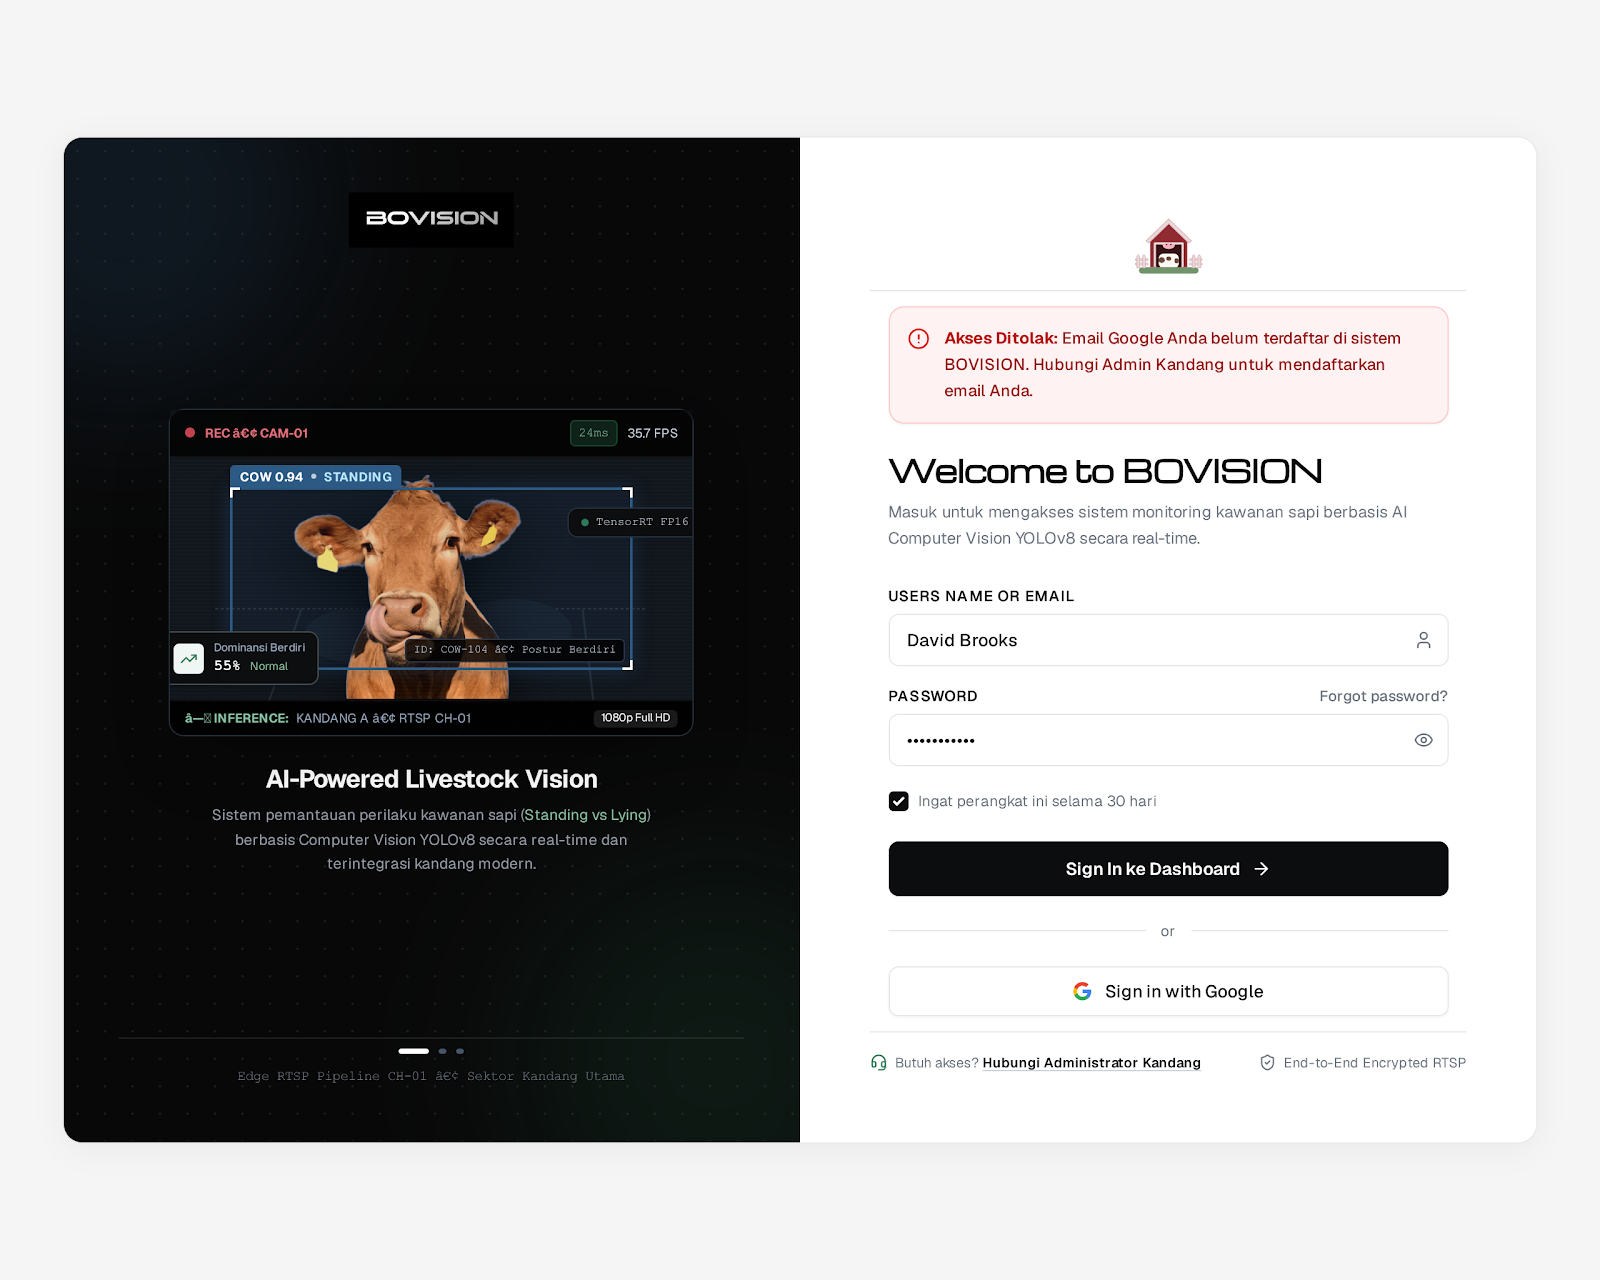 BOVISION
REC â€¢ CAM-01
24ms
35.7 FPS
COW 0.94 • STANDING
TensorRT FP16
Dominansi Berdiri
55% Normal
ID: COW-104 â€¢ Postur Berdiri
INFERENCE: KANDANG A â€¢ RTSP CH-01
1080p Full HD
AI-Powered Livestock Vision
Sistem pemantauan perilaku kawanan sapi (Standing vs Lying)
berbasis Computer Vision YOLOv8 secara real-time dan
terintegrasi kandang modern.
Edge RTSP Pipeline CH-01 â€¢ Sektor Kandang Utama
Akses Ditolak: Email Google Anda belum terdaftar di sistem
BOVISION. Hubungi Admin Kandang untuk mendaftarkan
email Anda.
Welcome to BOVISION
Masuk untuk mengakses sistem monitoring kawanan sapi berbasis AI
Computer Vision YOLOv8 secara real-time.
USERS NAME OR EMAIL
David Brooks
PASSWORD
Forgot password?
•••••••••••
Ingat perangkat ini selama 30 hari
Sign In ke Dashboard →
or
Sign in with Google
Butuh akses? Hubungi Administrator Kandang
End-to-End Encrypted RTSP